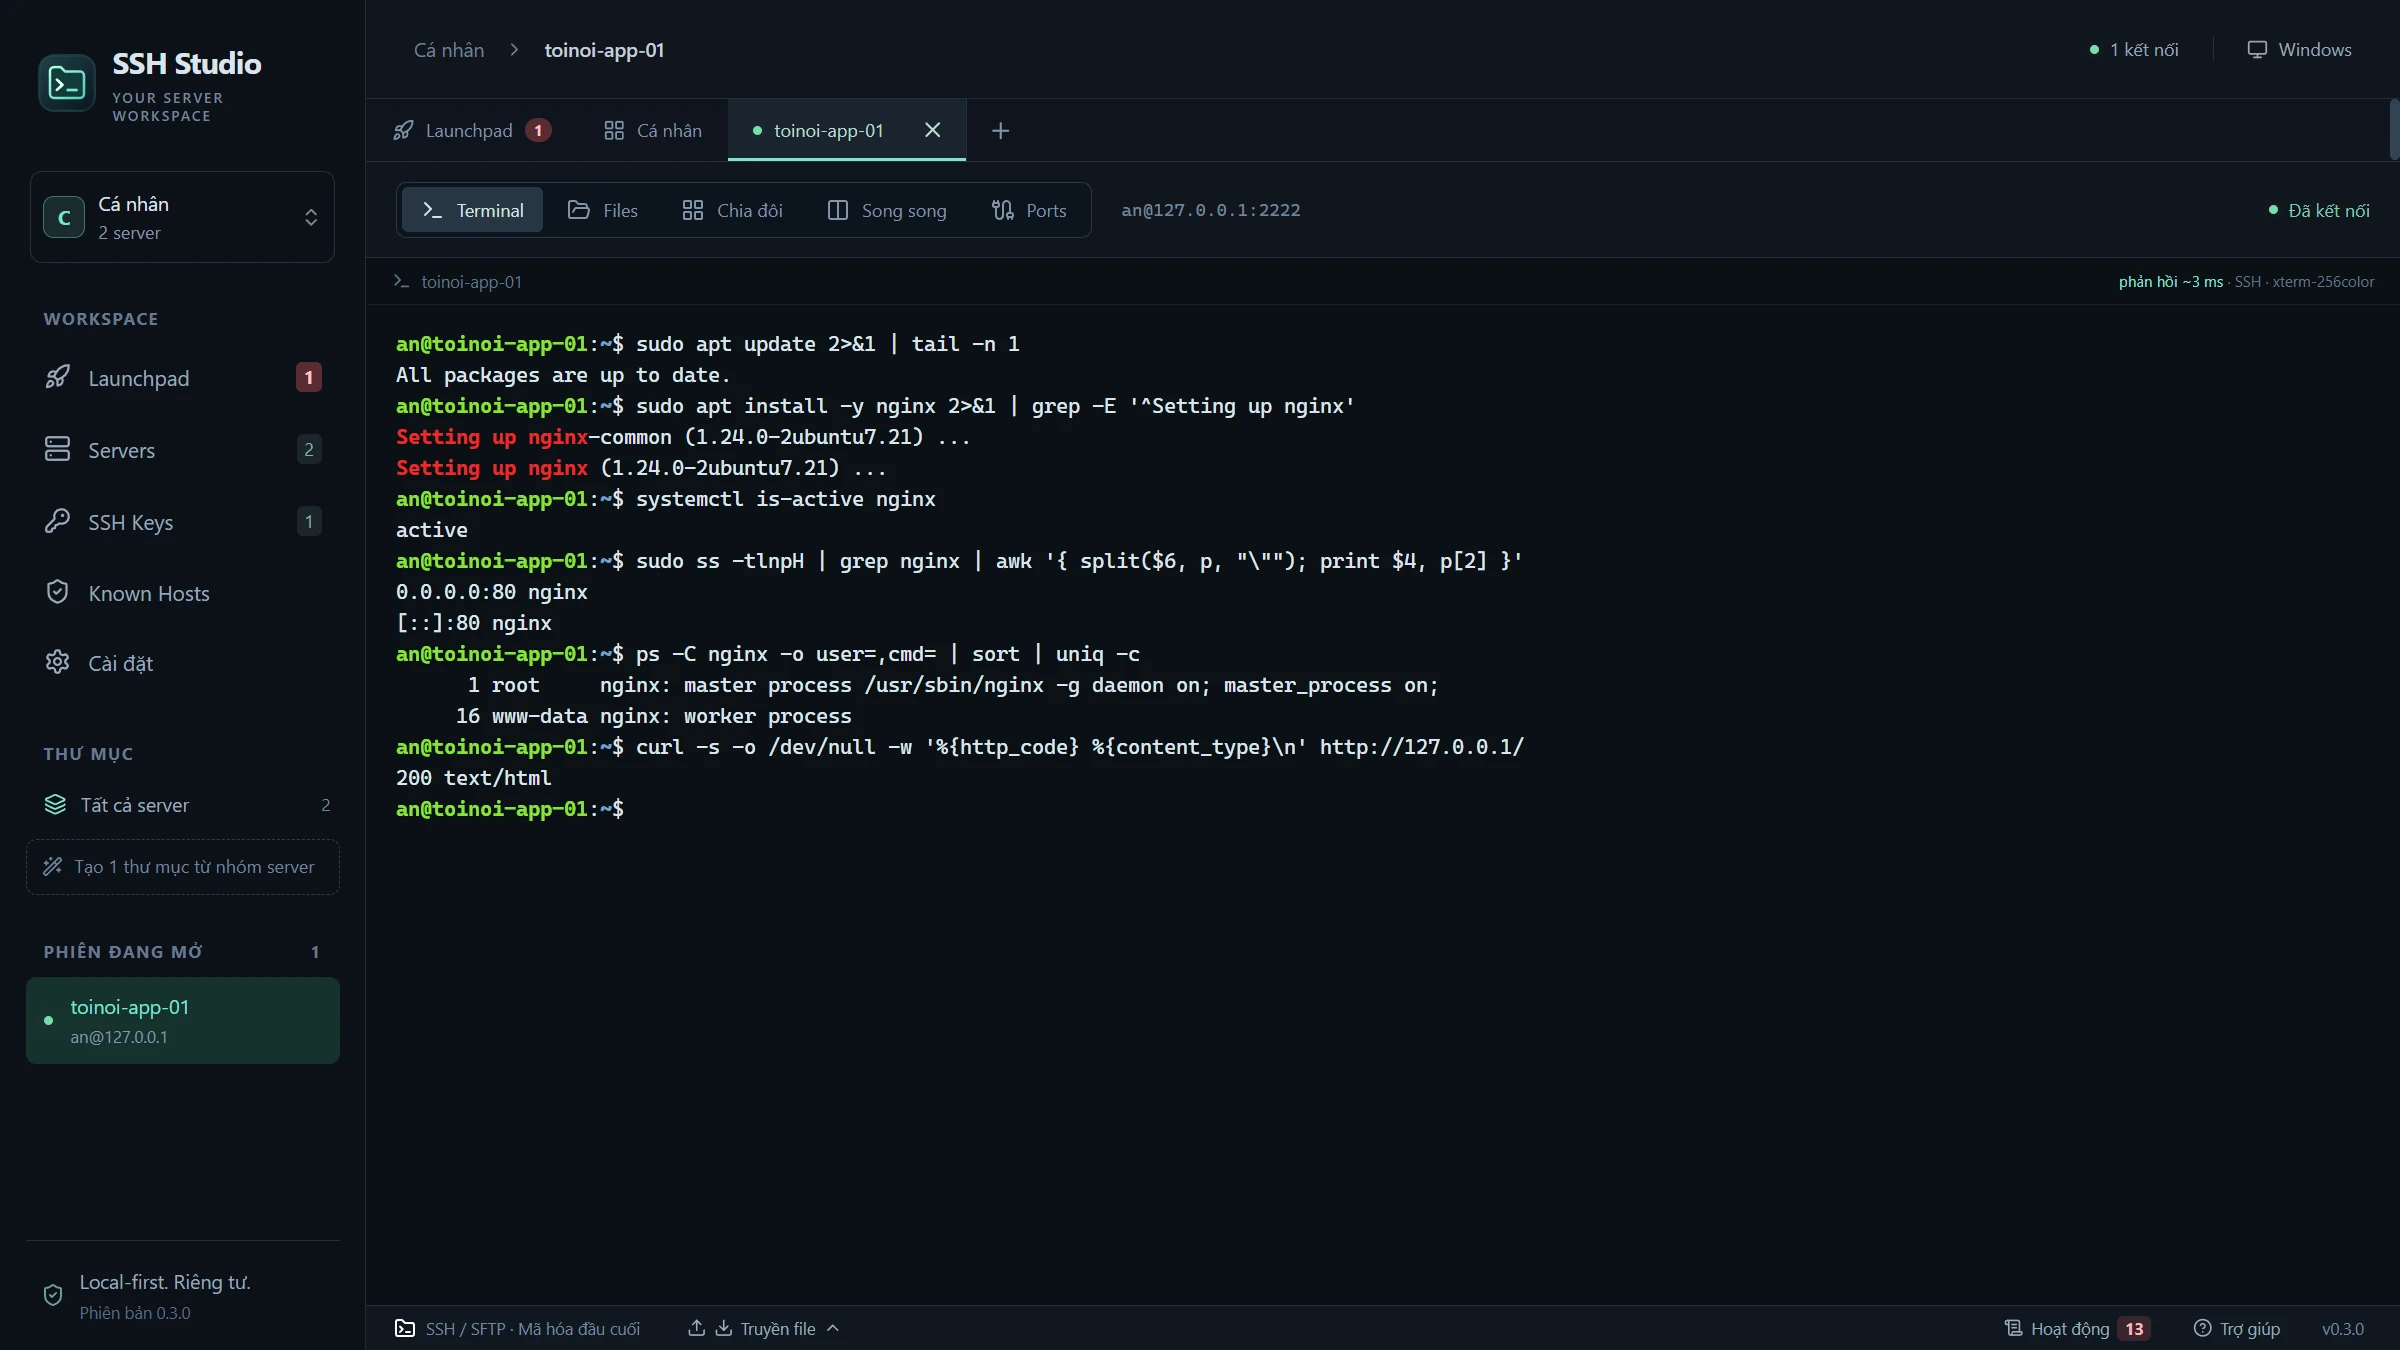 SSH Studio
YOUR SERVER
WORKSPACE
C
Cá nhân
2 server
WORKSPACE
Launchpad 1
Servers 2
SSH Keys 1
Known Hosts
Cài đặt
THƯ MỤC
Tất cả server 2
Tạo 1 thư mục từ nhóm server
PHIÊN ĐANG MỞ 1
toinoi-app-01
an@127.0.0.1
Local-first. Riêng tư.
Phiên bản 0.3.0
Cá nhân > toinoi-app-01
1 kết nối
Windows
Launchpad 1
Cá nhân
toinoi-app-01
Terminal
Files
Chia đôi
Song song
Ports
an@127.0.0.1:2222
Đã kết nối
toinoi-app-01
phản hồi ~3 ms · SSH · xterm-256color
an@toinoi-app-01:~$ sudo apt update 2>&1 | tail -n 1
All packages are up to date.
an@toinoi-app-01:~$ sudo apt install -y nginx 2>&1 | grep -E '^Setting up nginx'
Setting up nginx-common (1.24.0-2ubuntu7.21) ...
Setting up nginx (1.24.0-2ubuntu7.21) ...
an@toinoi-app-01:~$ systemctl is-active nginx
active
an@toinoi-app-01:~$ sudo ss -tlnpH | grep nginx | awk '{ split($6, p, "\""); print $4, p[2] }'
0.0.0.0:80 nginx
[::]:80 nginx
an@toinoi-app-01:~$ ps -C nginx -o user=,cmd= | sort | uniq -c
      1 root     nginx: master process /usr/sbin/nginx -g daemon on; master_process on;
     16 www-data nginx: worker process
an@toinoi-app-01:~$ curl -s -o /dev/null -w '%{http_code} %{content_type}\n' http://127.0.0.1/
200 text/html
an@toinoi-app-01:~$
SSH / SFTP · Mã hóa đầu cuối
Truyền file
Hoạt động 13
Trợ giúp
v0.3.0